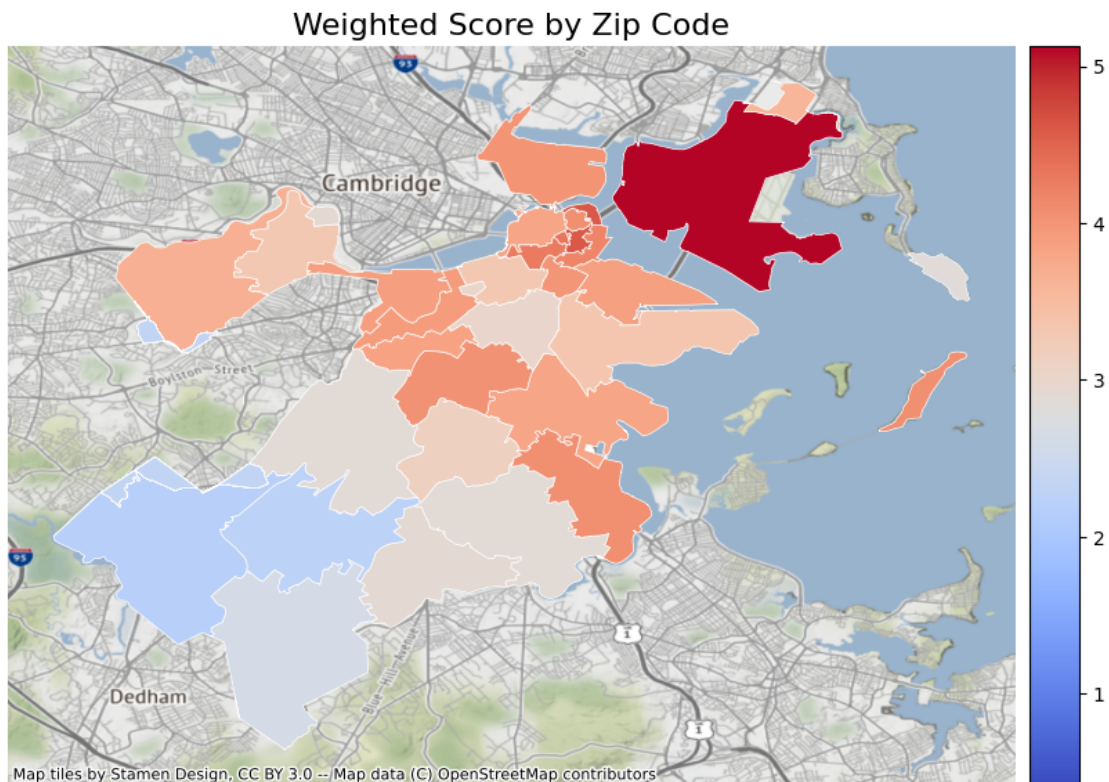 Weighted Score by Zip Code
93
5
Cambridge
4
3
Boylston Street
2
95
1
Blue Hill Avenue
Dedham
1
1
Map tiles by Stamen Design, CC BY 3.0 -- Map data (C) OpenStreetMap contributors